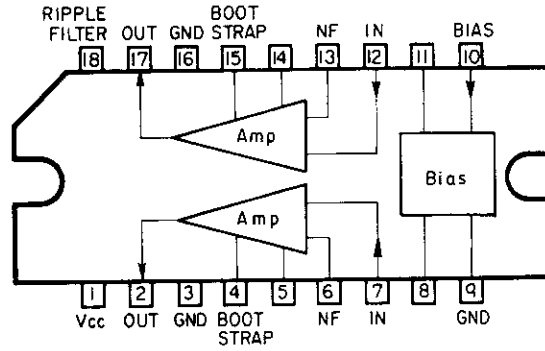 RIPPLE FILTER OUT GND BOOT STRAP NF IN BIAS
18 17 16 15 14 13 12 11 10
Amp
Bias
Amp
1 2 3 4 5 6 7 8 9
Vcc OUT GND BOOT STRAP NF IN GND